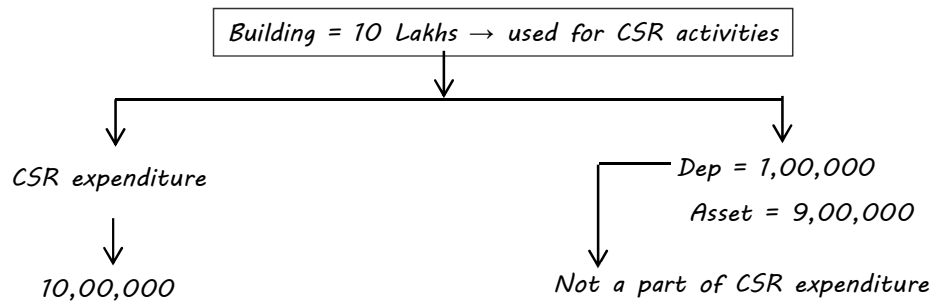 Building = 10 Lakhs → used for CSR activities
CSR expenditure
10,00,000
Dep = 1,00,000
Asset = 9,00,000
Not a part of CSR expenditure